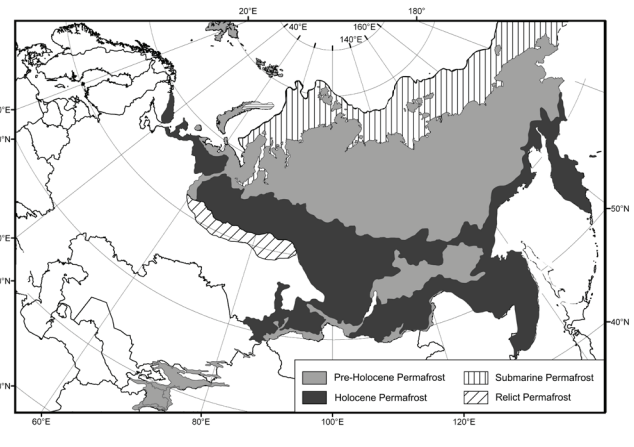 20°E
180°
40°E
160°E
140°E
50°N
40°N
Pre-Holocene Permafrost
Submarine Permafrost
Holocene Permafrost
Relict Permafrost
60°E
80°E
100°E
120°E